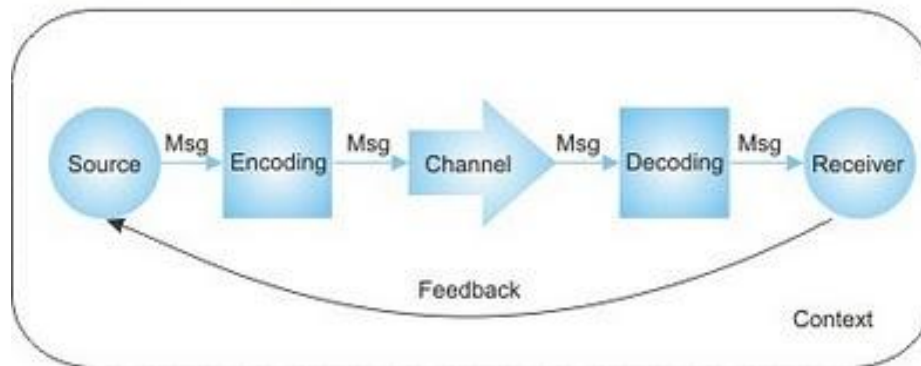 Msg Msg Msg Msg
Source Encoding Channel Decoding Receiver
Feedback
Context